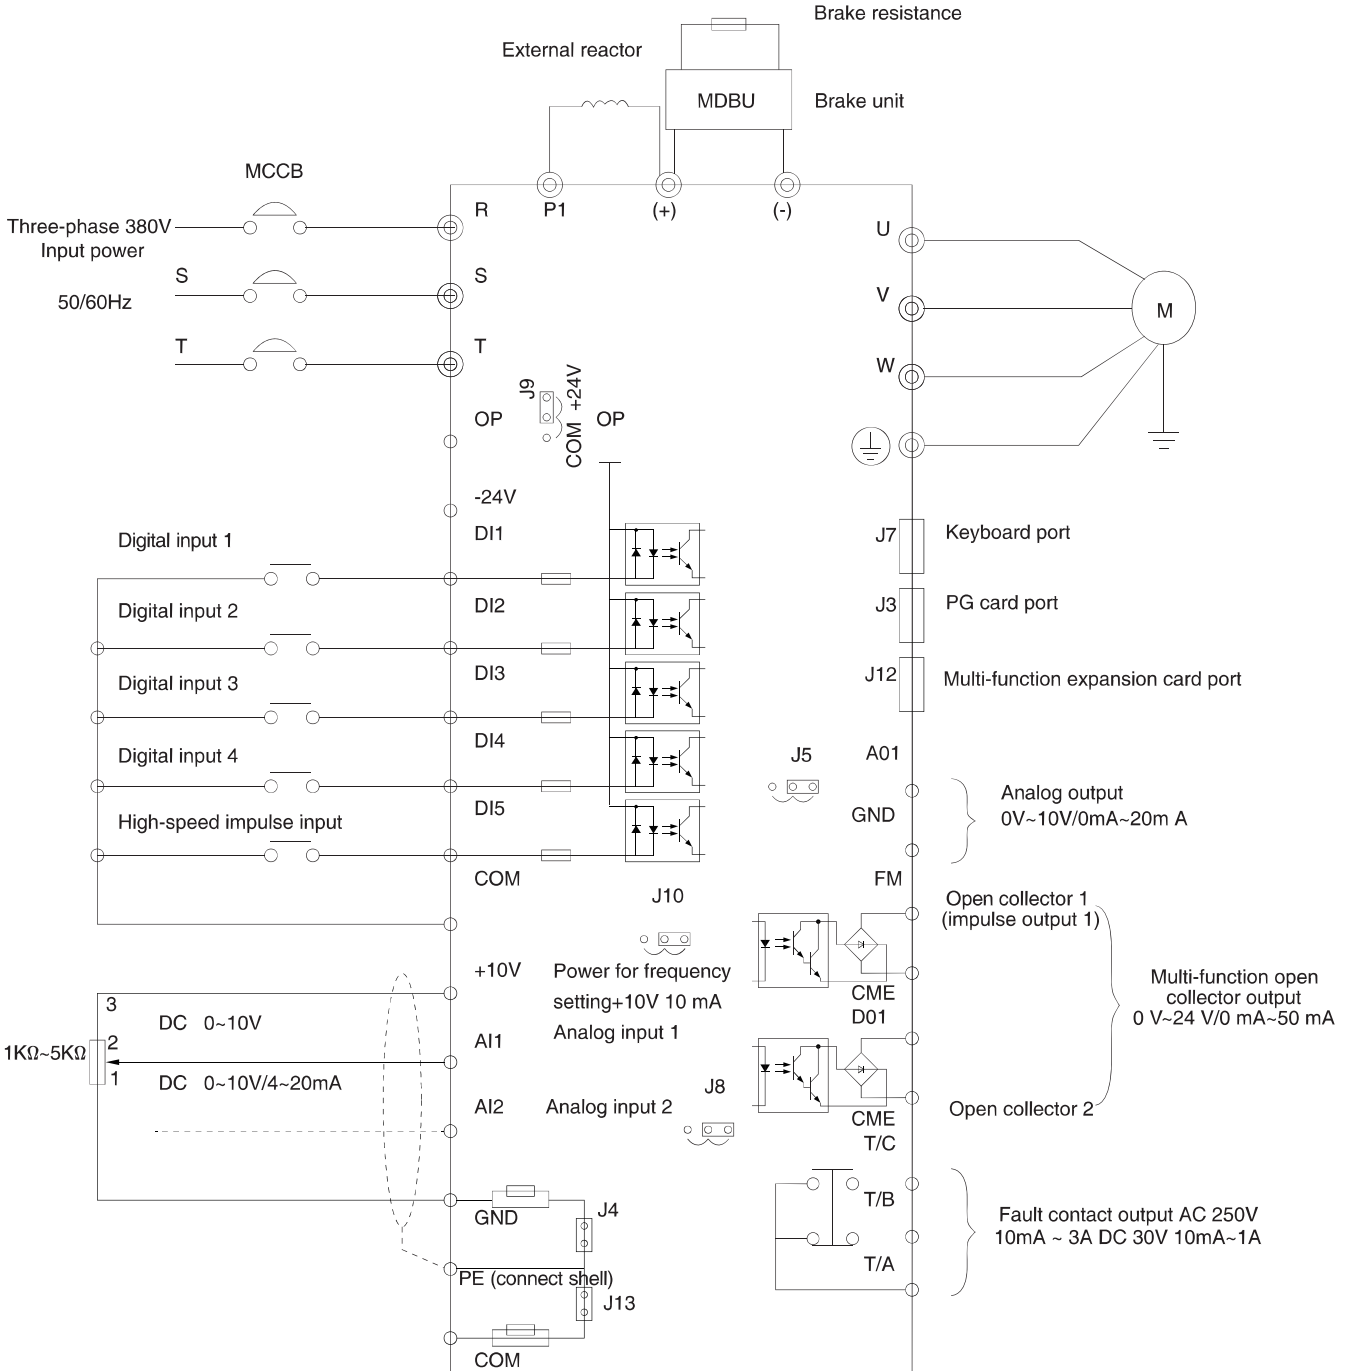 Brake resistance
External reactor
MDBU
Brake unit
MCCB
Three-phase 380V
Input power
50/60Hz
S
T
R
S
T
P1
(+)
(-)
U
V
W
M
OP
J9
COM +24V
OP
-24V
Digital input 1
DI1
Digital input 2
DI2
Digital input 3
DI3
Digital input 4
DI4
High-speed impulse input
DI5
COM
J7
Keyboard port
J3
PG card port
J12
Multi-function expansion card port
J5
A01
GND
Analog output
0V~10V/0mA~20m A
FM
J10
Open collector 1
(impulse output 1)
CME
D01
Multi-function open
collector output
0 V~24 V/0 mA~50 mA
+10V
Power for frequency
setting+10V 10 mA
3
DC 0~10V
1KΩ~5KΩ
2
1
AI1
Analog input 1
DC 0~10V/4~20mA
AI2
Analog input 2
J8
Open collector 2
CME
T/C
T/B
T/A
Fault contact output AC 250V
10mA ~ 3A DC 30V 10mA~1A
GND
J4
PE (connect shell)
J13
COM